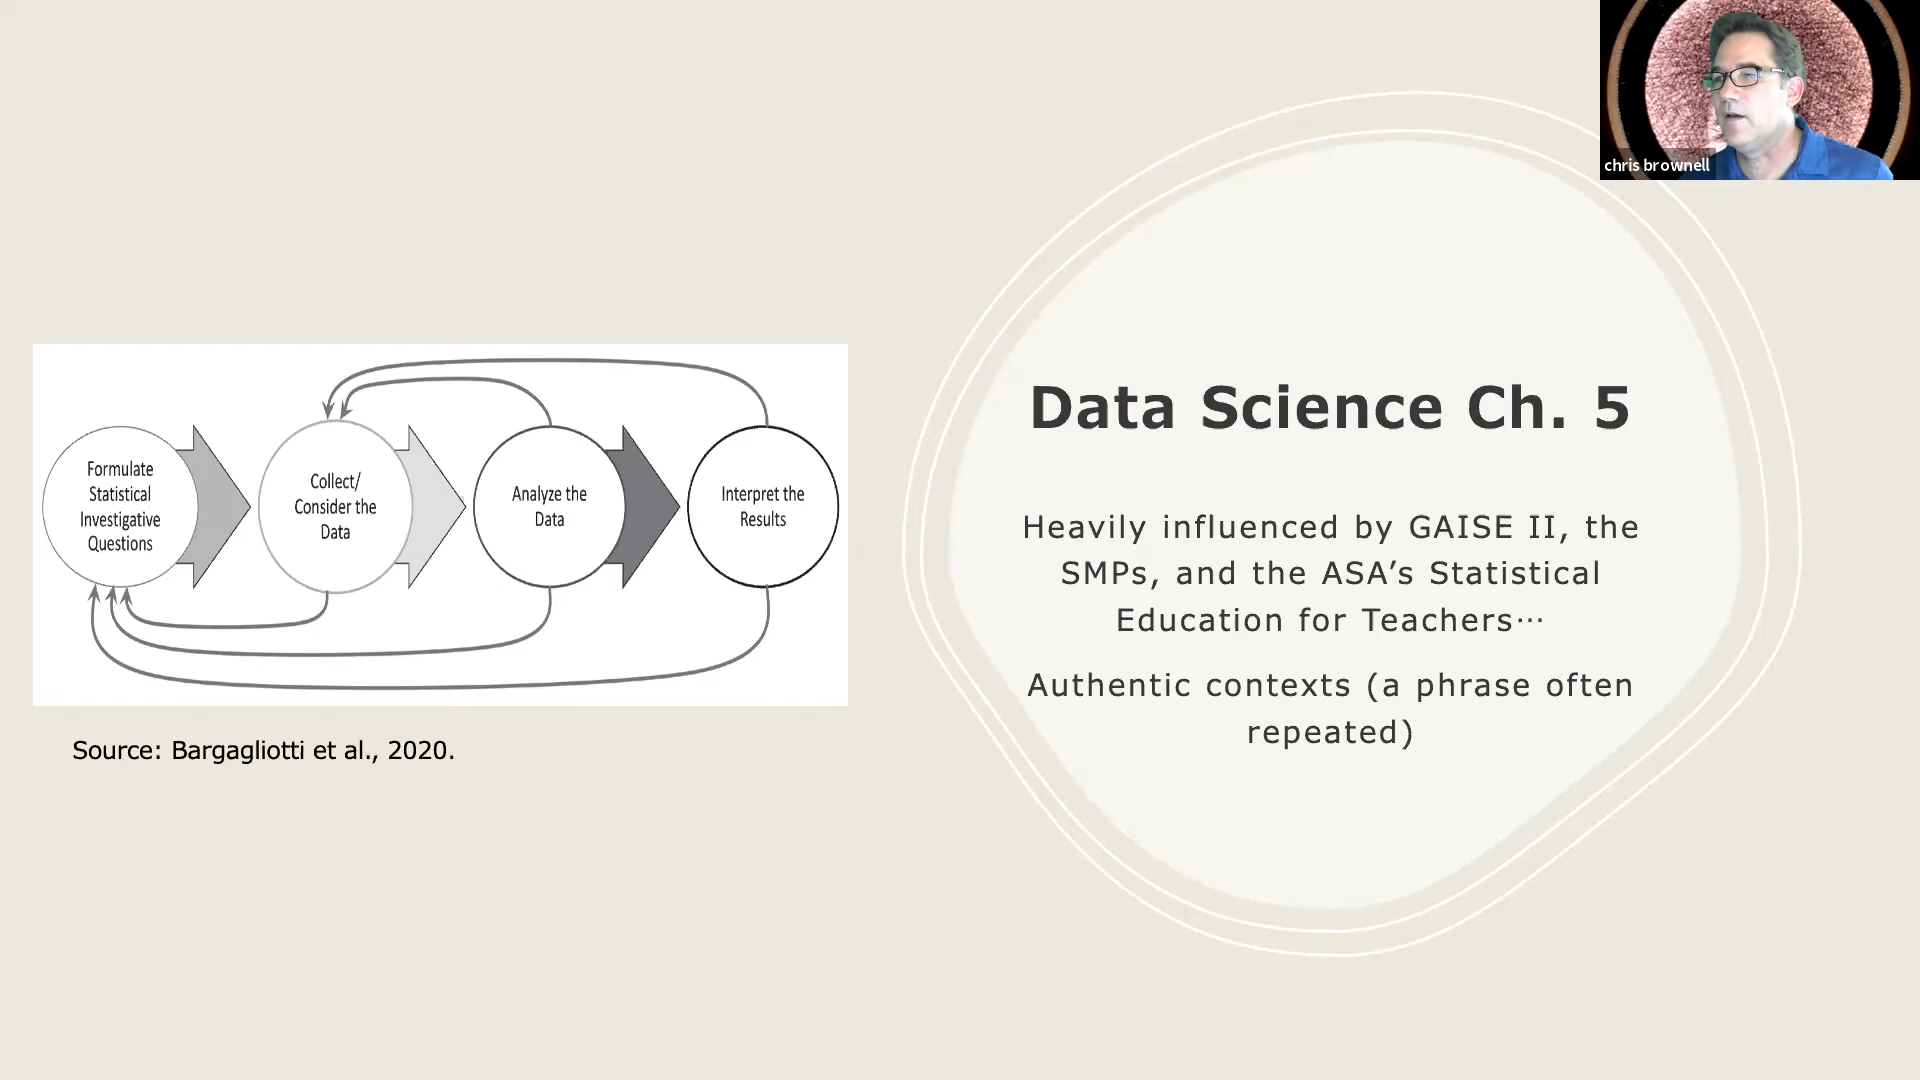 chris brownell
Formulate
Statistical
Investigative
Questions
Collect/
Consider the
Data
Analyze the
Data
Interpret the
Results
Source: Bargagliotti et al., 2020.
Data Science Ch. 5
Heavily influenced by GAISE II, the
SMPs, and the ASA’s Statistical
Education for Teachers…
Authentic contexts (a phrase often
repeated)